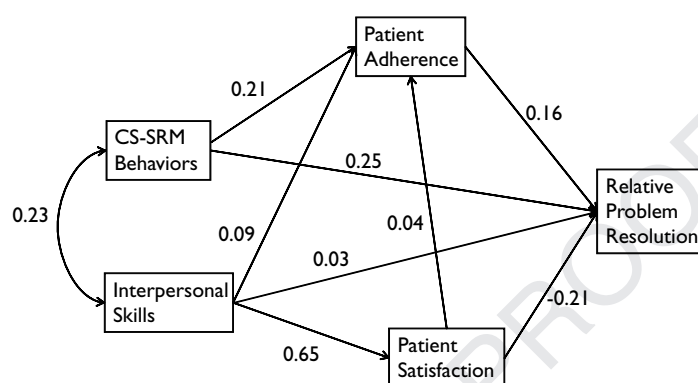 Patient
Adherence
0.21
0.16
CS-SRM
Behaviors
0.25
Relative
Problem
Resolution
0.23
0.09
0.04
0.03
Interpersonal
Skills
-0.21
0.65
Patient
Satisfaction
PROOF